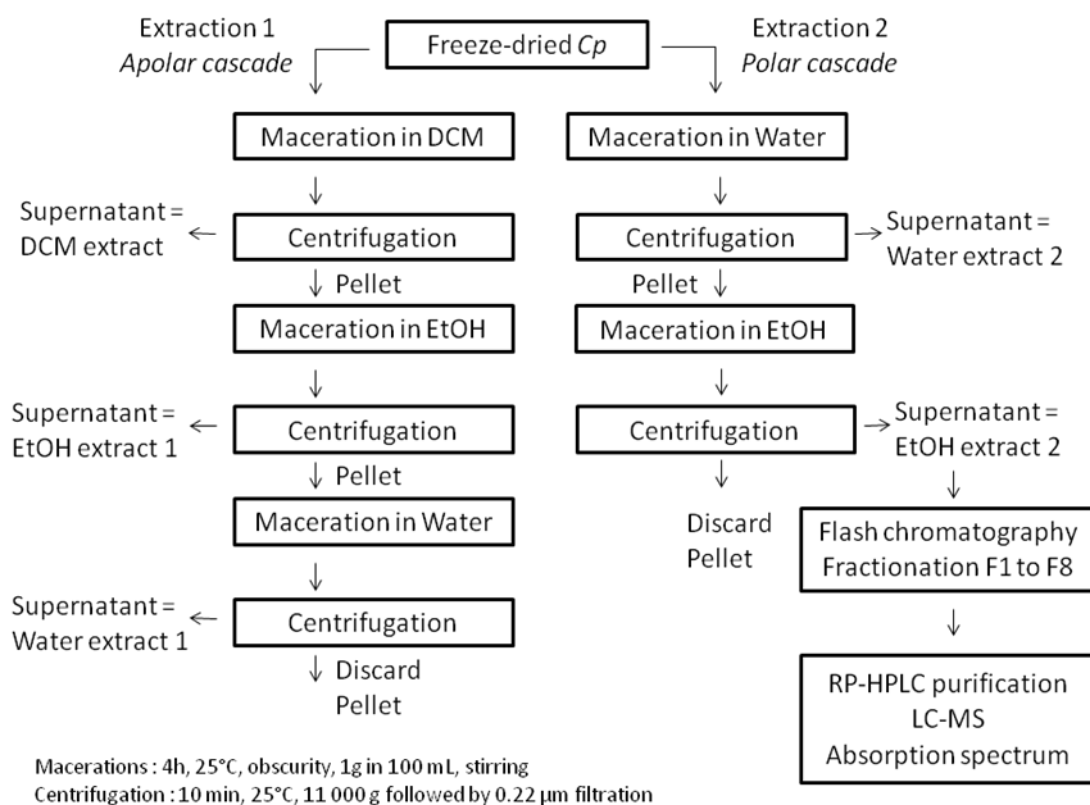 Extraction 1
Apolar cascade
Freeze-dried Cp
Extraction 2
Polar cascade
Maceration in DCM
Maceration in Water
Supernatant =
DCM extract
Centrifugation
Centrifugation
Supernatant =
Water extract 2
Pellet
Pellet
Maceration in EtOH
Maceration in EtOH
Supernatant =
EtOH extract 1
Centrifugation
Centrifugation
Supernatant =
EtOH extract 2
Pellet
Maceration in Water
Discard
Pellet
Flash chromatography
Fractionation F1 to F8
Supernatant =
Water extract 1
Centrifugation
Discard
Pellet
RP-HPLC purification
LC-MS
Absorption spectrum
Macerations : 4h, 25°C, obscurity, 1g in 100 mL, stirring
Centrifugation : 10 min, 25°C, 11 000 g followed by 0.22 µm filtration